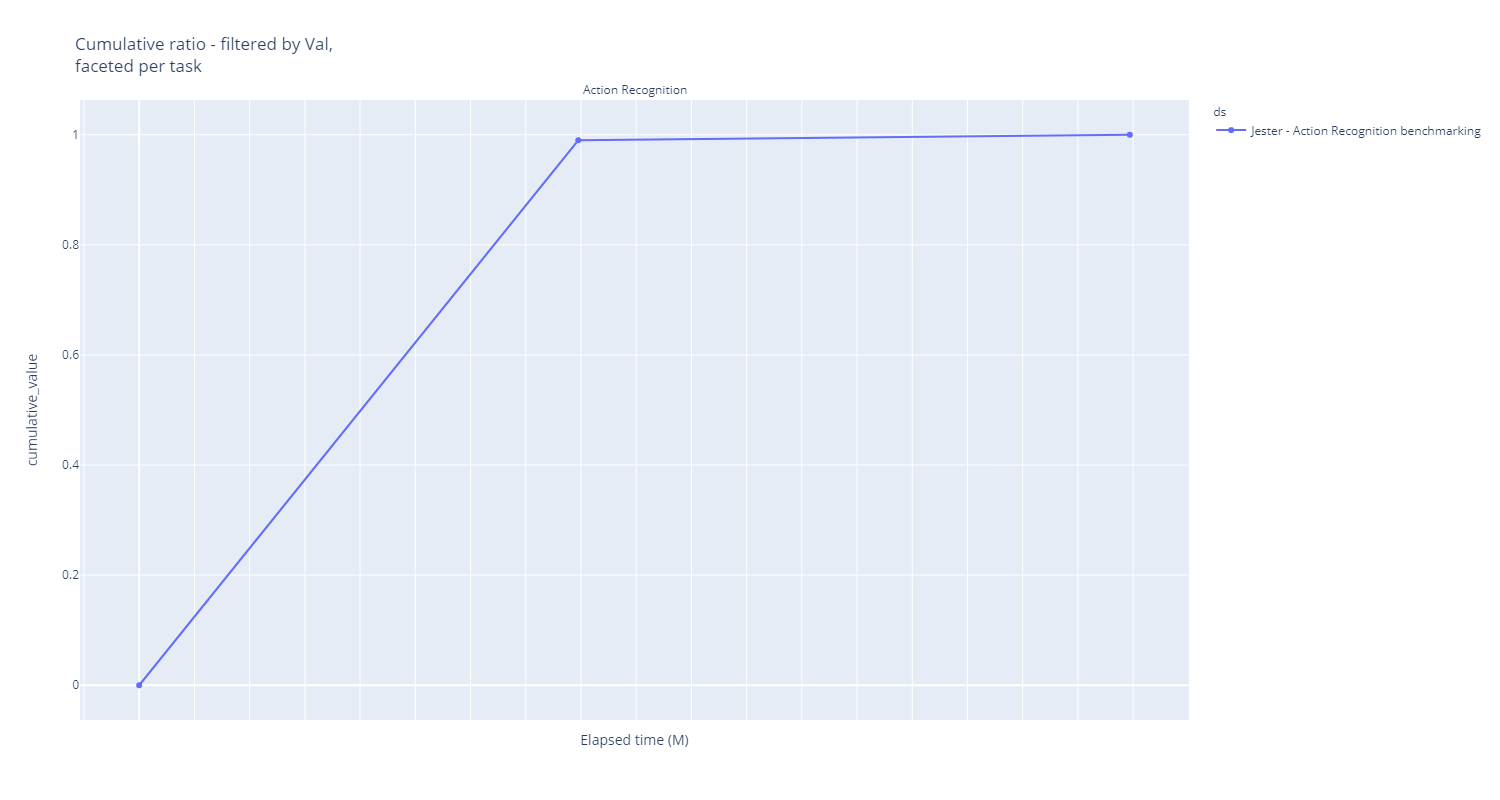 Cumulative ratio - filtered by Val,
faceted per task
Action Recognition
ds
Jester - Action Recognition benchmarking
1
0.8
0.6
0.4
0.2
0
cumulative_value
Elapsed time (M)